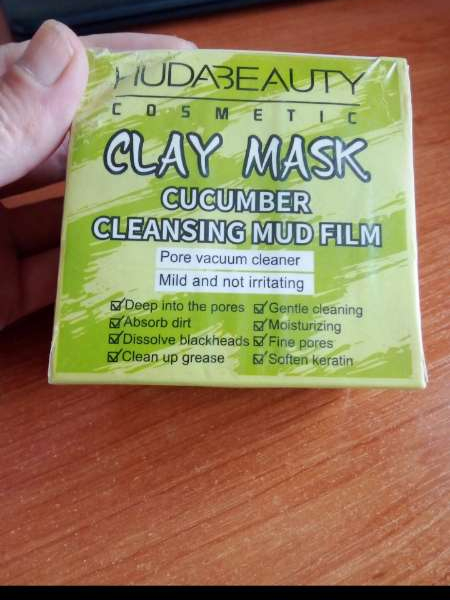 HUDABEAUTY
COSMETIC
CLAY MASK
CUCUMBER
CLEANSING MUD FILM
Pore vacuum cleaner
Mild and not irritating
Deep into the pores
Absorb dirt
Dissolve blackheads
Clean up grease
Gentle cleaning
Moisturizing
Fine pores
Soften keratin